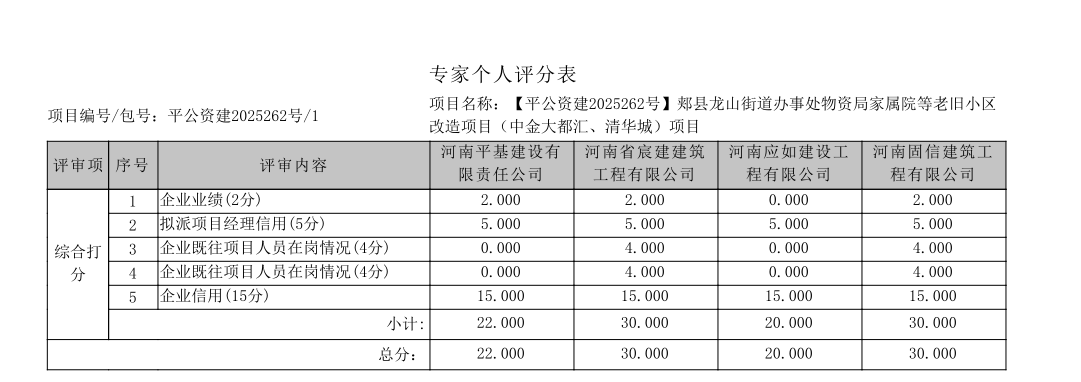 专家个人评分表
项目编号/包号：平公资建2025262号/1
项目名称：【平公资建2025262号】郏县龙山街道办事处物资局家属院等老旧小区
改造项目（中金大都汇、清华城）项目
评审项 序号 评审内容 河南平基建设有限责任公司 河南省宸建建筑工程有限公司 河南应如建设工程有限公司 河南固信建筑工程有限公司
综合打分
1 企业业绩(2分) 2.000 2.000 0.000 2.000
2 拟派项目经理信用(5分) 5.000 5.000 5.000 5.000
3 企业既往项目人员在岗情况(4分) 0.000 4.000 0.000 4.000
4 企业既往项目人员在岗情况(4分) 0.000 4.000 0.000 4.000
5 企业信用(15分) 15.000 15.000 15.000 15.000
小计: 22.000 30.000 20.000 30.000
总分： 22.000 30.000 20.000 30.000